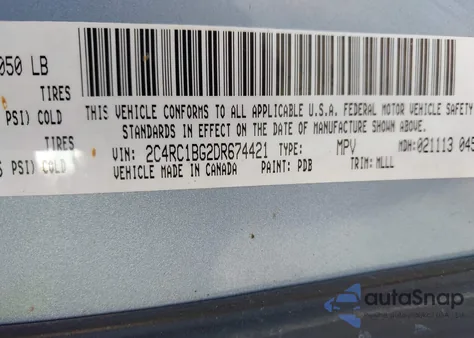 050 LB
TIRES
PSI) COLD
TIRES
PSI) COLD
THIS VEHICLE CONFORMS TO ALL APPLICABLE U.S.A. FEDERAL MOTOR VEHICLE SAFETY
STANDARDS IN EFFECT ON THE DATE OF MANUFACTURE SHOWN ABOVE.
VIN: 2C4RC1BG2DR674421 TYPE: MPV MDH: 021113 045
VEHICLE MADE IN CANADA PAINT: PDB TRIM: MLLL
autoSnap